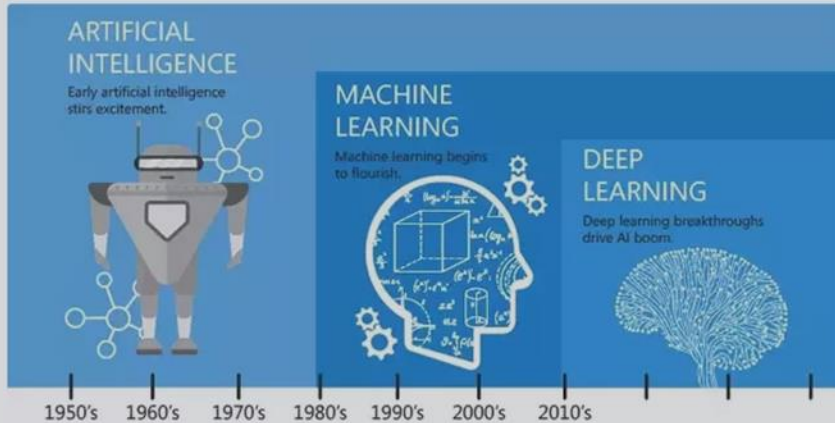 ARTIFICIAL
INTELLIGENCE
Early artificial intelligence
stirs excitement.
MACHINE
LEARNING
Machine learning begins
to flourish.
DEEP
LEARNING
Deep learning breakthroughs
drive AI boom.
1950's 1960's 1970's 1980's 1990's 2000's 2010's